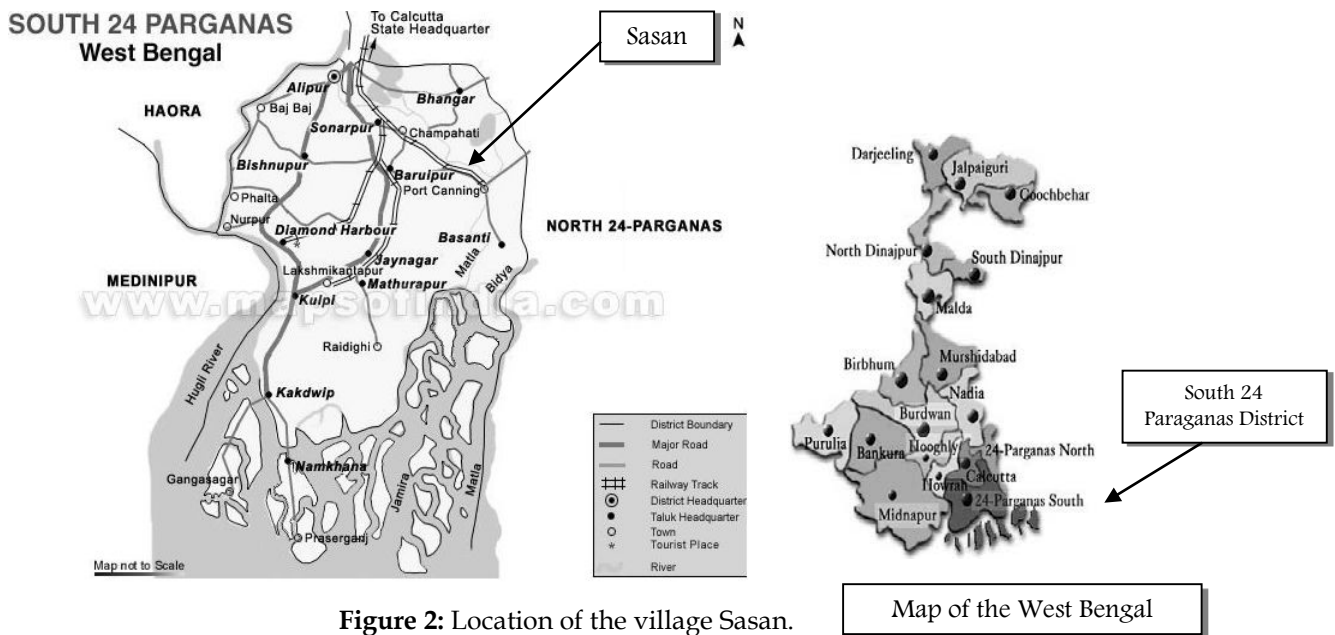 SOUTH 24 PARGANAS
West Bengal
To Calcutta
State Headquarter
N
Sasan
Alipur
Bhangar
HAORA
Baj Baj
Sonarpur
Champahati
Bishnupur
Baruipur
Port Canning
Phalta
Nurpur
Diamond Harbour
NORTH 24-PARGANAS
Basanti
Jaynagar
Matla
Lakshmikantapur
Bidya
MEDINIPUR
Mathurapur
Kulpi
www.mapsofindia.com
Raidighi
Hugli River
Kakdwip
Namkhana
Gangasagar
Jamira
Matla
Praserganj
Map not to Scale
District Boundary
Major Road
Road
Railway Track
District Headquarter
Taluk Headquarter
Town
Tourist Place
River
Darjeeling
Jalpaiguri
Coochbehar
North Dinajpur
South Dinajpur
Malda
Birbhum
Murshidabad
Nadia
Burdwan
Purulia
Bankura
Hooghly
24-Parganas North
Calcutta
Howrah
24-Parganas South
Midnapur
South 24
Paraganas District
Map of the West Bengal
Figure 2: Location of the village Sasan.